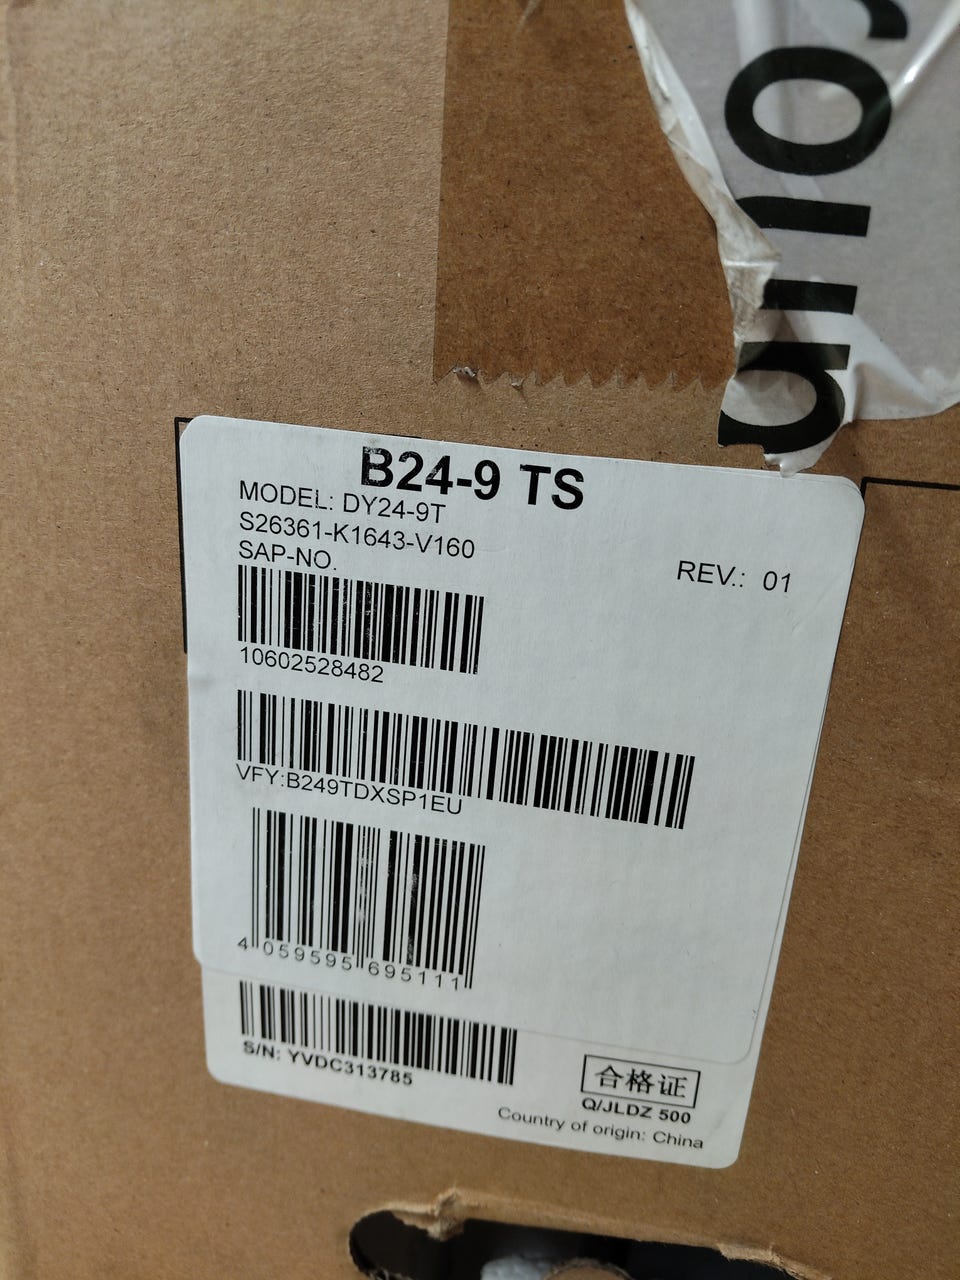 roup
B24-9 TS
MODEL: DY24-9T
S26361-K1643-V160
SAP-NO.
REV.: 01
10602528482
VFY:B249TDXSP1EU
4 059595 695111
S/N: YVDC313785
合格证
Q/JLDZ 500
Country of origin: China